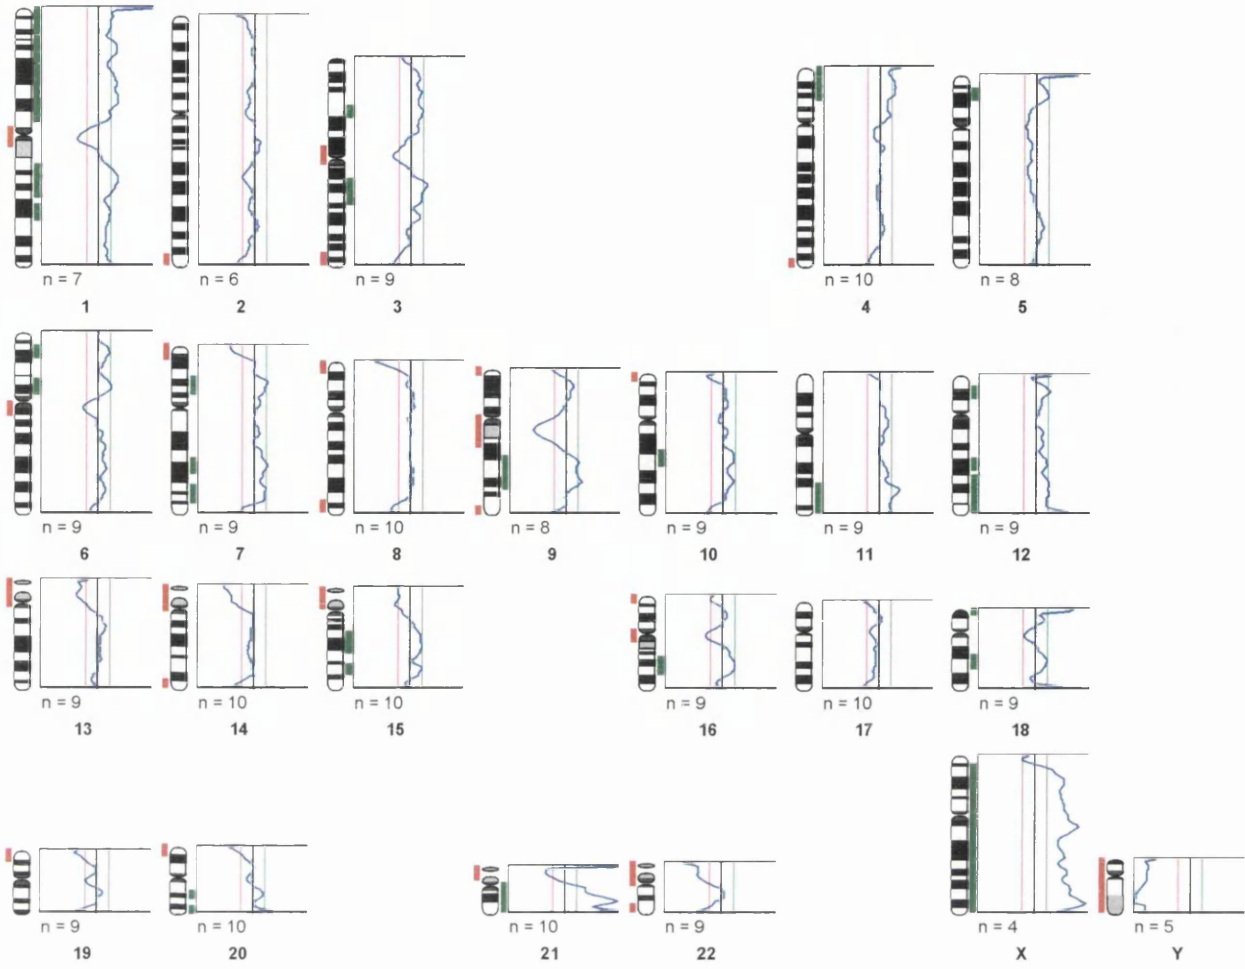 n = 7 n = 6 n = 9 n = 10 n = 8
1 2 3 4 5
n = 9 n = 9 n = 10 n = 8 n = 9 n = 9 n = 9
6 7 8 9 10 11 12
n = 9 n = 10 n = 10 n = 9 n = 10 n = 9
13 14 15 16 17 18
n = 9 n = 10 n = 10 n = 9 n = 4 n = 5
19 20 21 22 X Y